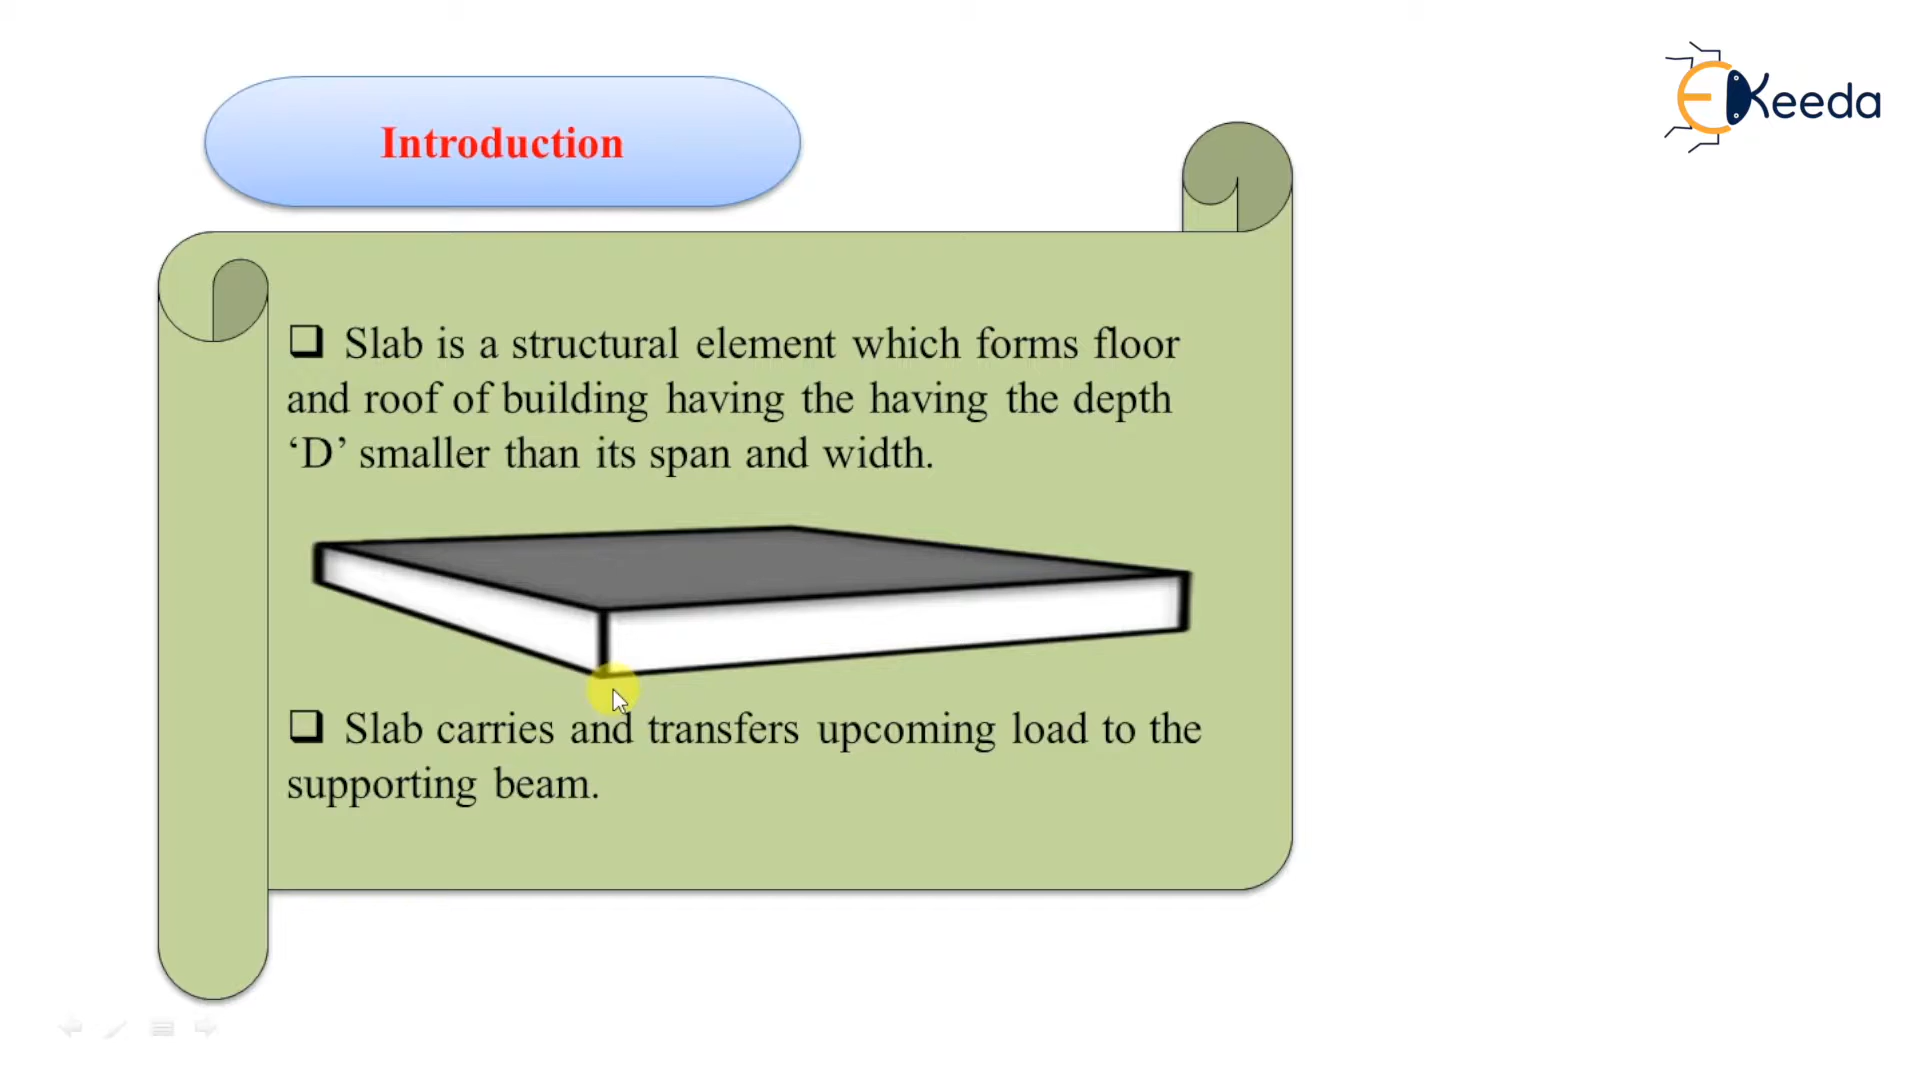 EKeeda
Introduction
❑ Slab is a structural element which forms floor
and roof of building having the having the depth
‘D’ smaller than its span and width.
❑ Slab carries and transfers upcoming load to the
supporting beam.